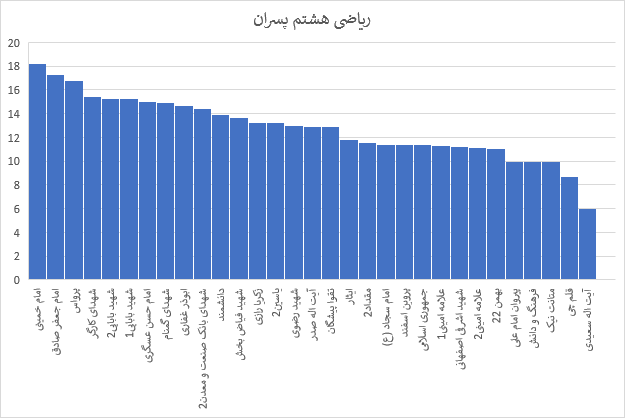 ریاضی هشتم پسران
20
18
16
14
12
10
8
6
4
2
0
امام خمینی
امام جعفر صادق
پرواس
شهدای کارگر
شهید بابایی2
شهید بابایی1
امام حسن عسگری
شهدای گمنام
ابوذر غفاری
شهدای بانک صنعت و معدن2
دانشمند
شهید فیاض بخش
زکریا رازی
یاسین2
شهید رضوی
آیت اله صدر
تقوا پیشگان
ایثار
مقداد2
امام سجاد (ع)
پروین اسفند
جمهوری اسلامی
علامه امینی1
شهید اشرفی اصفهانی
علامه امینی2
22 بهمن
پیروان امام علی
فرهنگ و دانش
متانت نیک
قلم چی
آیت اله سعیدی